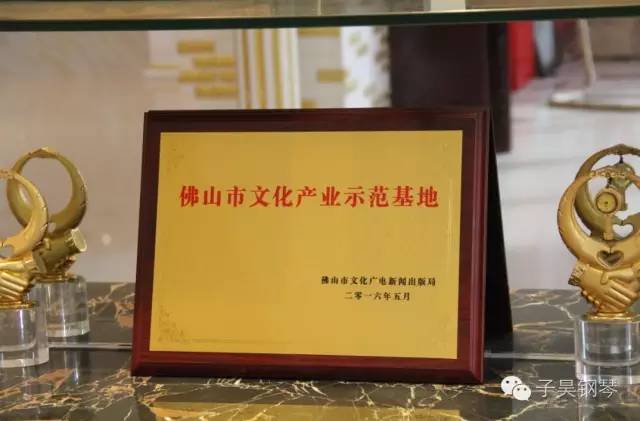 佛山市文化产业示范基地
佛山市文化广电新闻出版局
二零一六年五月
子昊钢琴